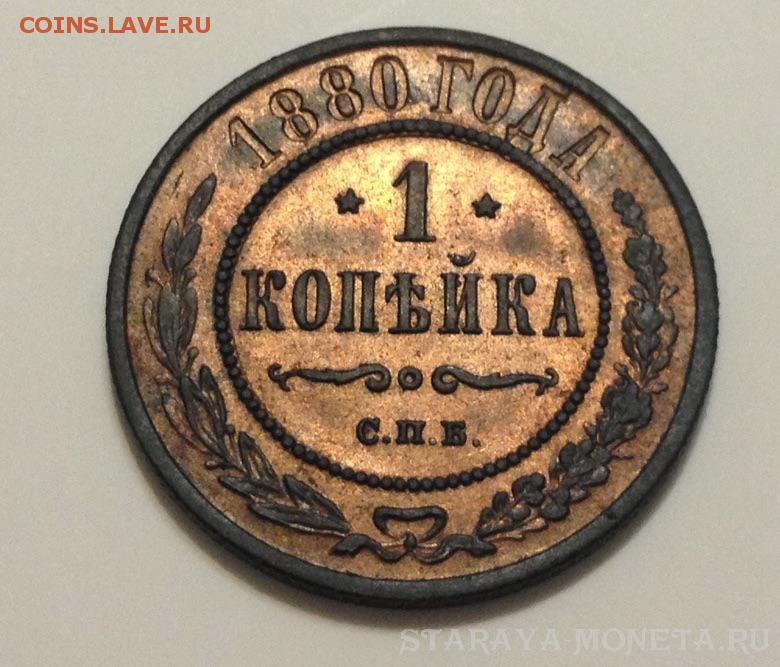 COINS.LAVE.RU
1880 ГОДА
1
КОПѢЙКА
С.П.Б.
STARAYA-MONETA.RU